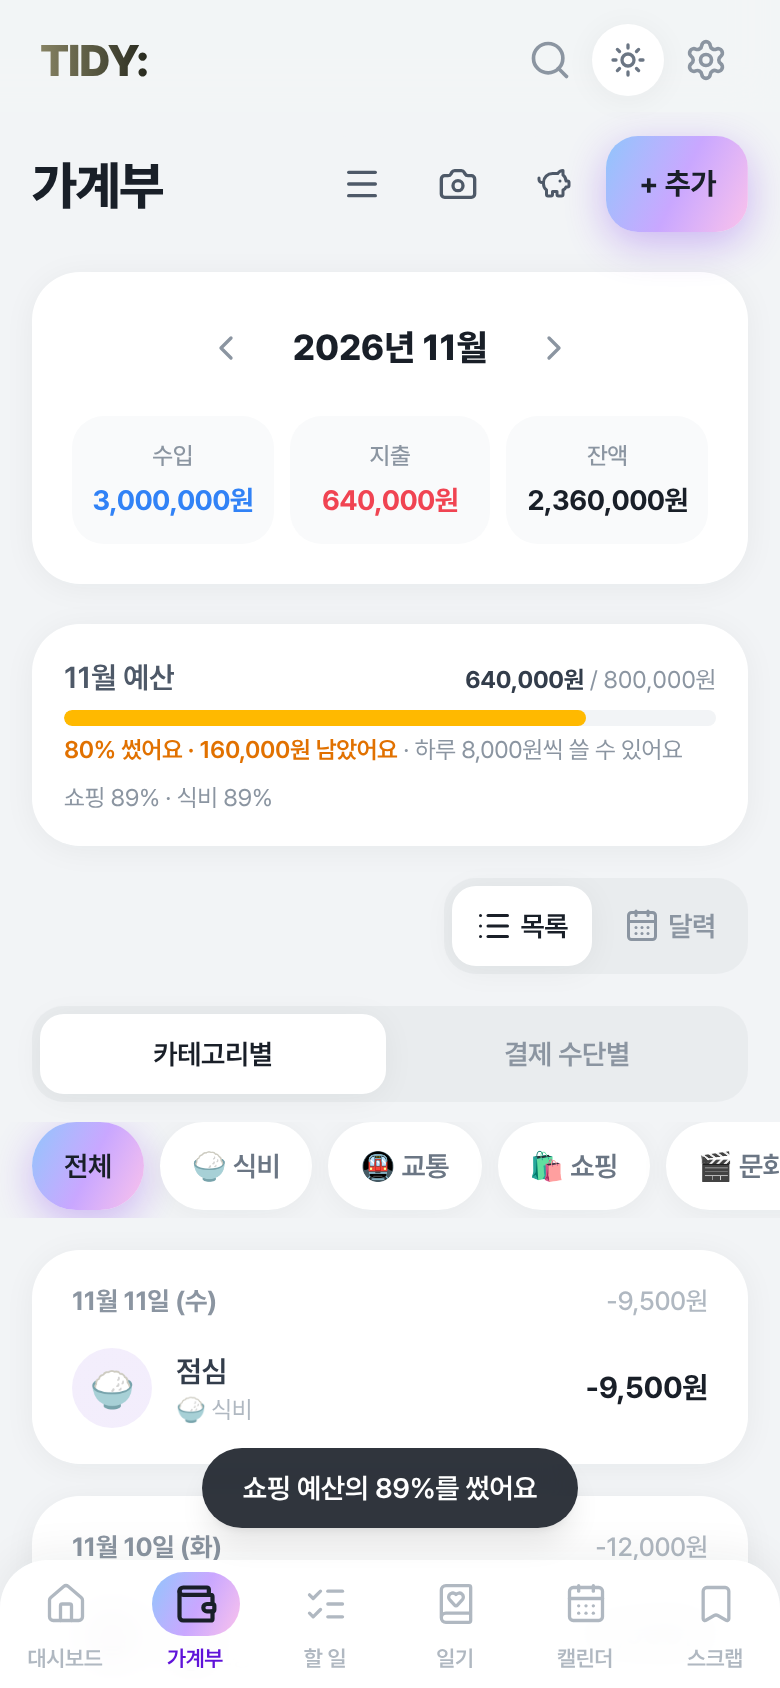 TIDY:
가계부
+ 추가
2026년 11월
수입
지출
잔액
3,000,000원
640,000원
2,360,000원
11월 예산
640,000원 / 800,000원
80% 썼어요 · 160,000원 남았어요 · 하루 8,000원씩 쓸 수 있어요
쇼핑 89% · 식비 89%
목록
달력
카테고리별
결제 수단별
전체
식비
교통
쇼핑
문화
11월 11일 (수)
-9,500원
점심
-9,500원
식비
쇼핑 예산의 89%를 썼어요
11월 10일 (화)
-12,000원
대시보드
가계부
할 일
일기
캘린더
스크랩